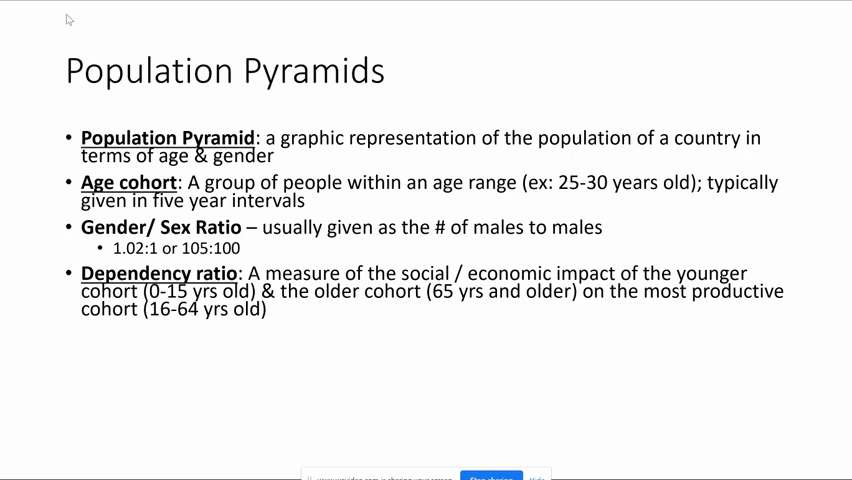 Population Pyramids
• Population Pyramid: a graphic representation of the population of a country in
terms of age & gender
• Age cohort: A group of people within an age range (ex: 25-30 years old); typically
given in five year intervals
• Gender/ Sex Ratio – usually given as the # of males to males
• 1.02:1 or 105:100
• Dependency ratio: A measure of the social / economic impact of the younger
cohort (0-15 yrs old) & the older cohort (65 yrs and older) on the most productive
cohort (16-64 yrs old)